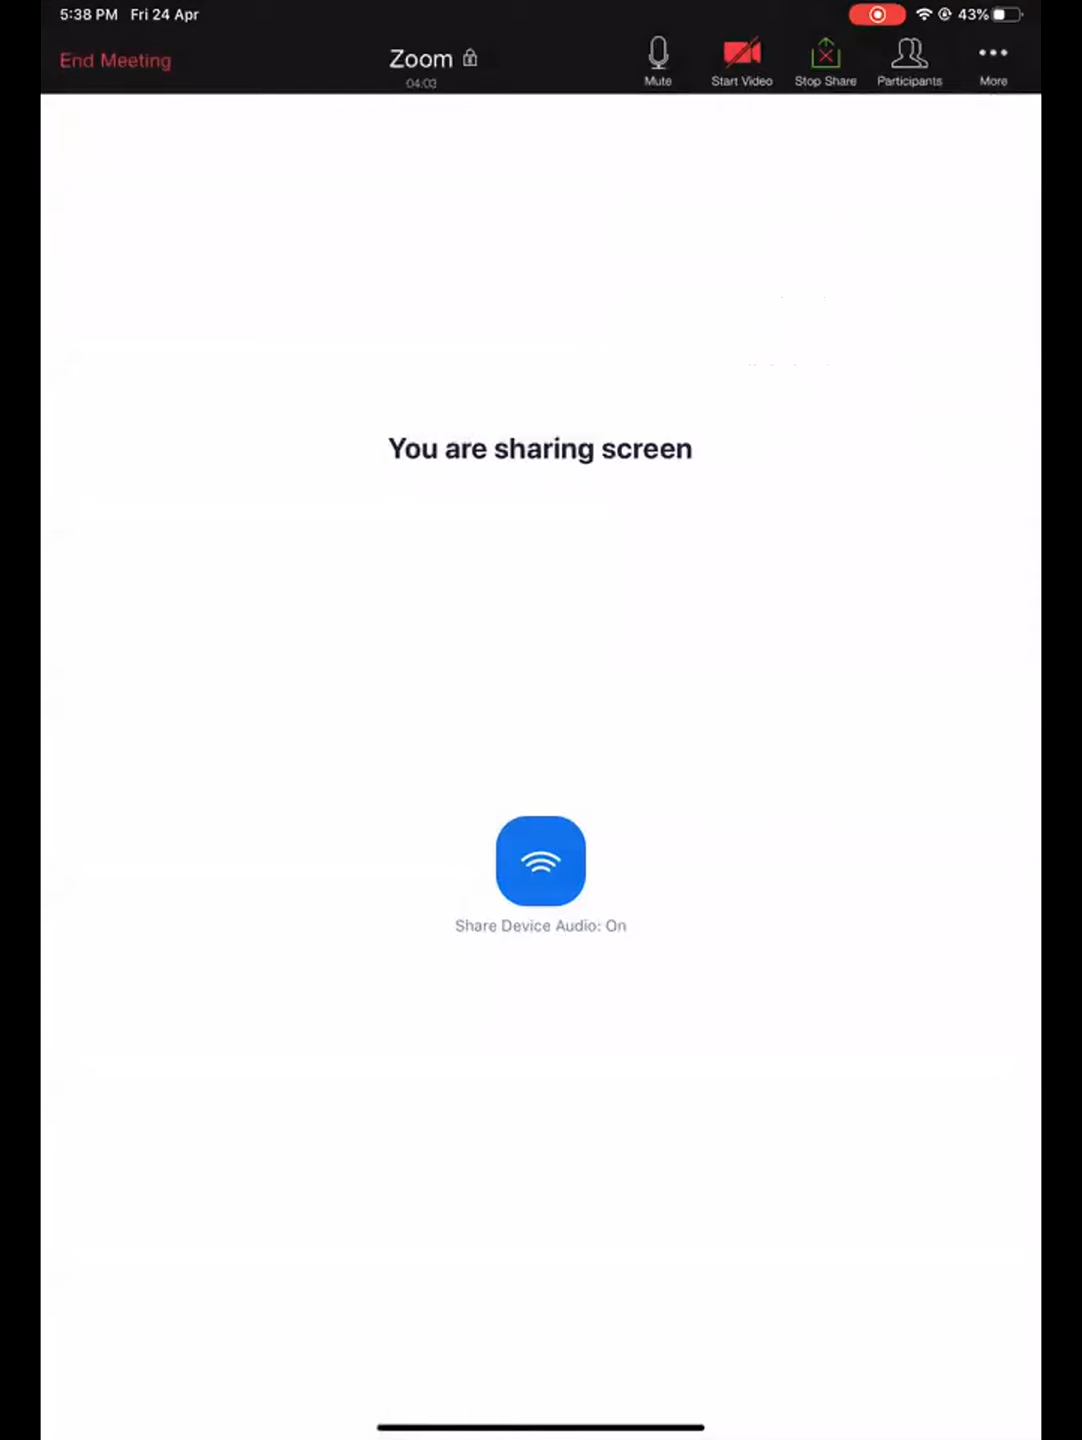 5:38 PM Fri 24 Apr 43%
End Meeting
Zoom
04:03
Mute
Start Video
Stop Share
Participants
More
You are sharing screen
Share Device Audio: On